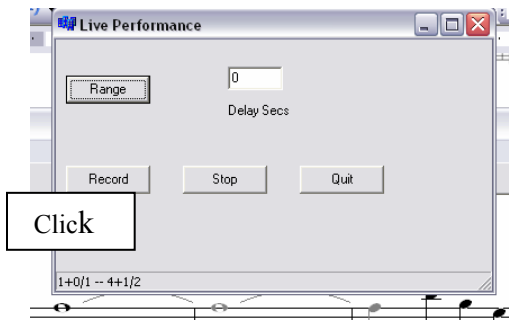 Live Performance
Range
0
Delay Secs
Record
Stop
Quit
Click
1+0/1 -- 4+1/2